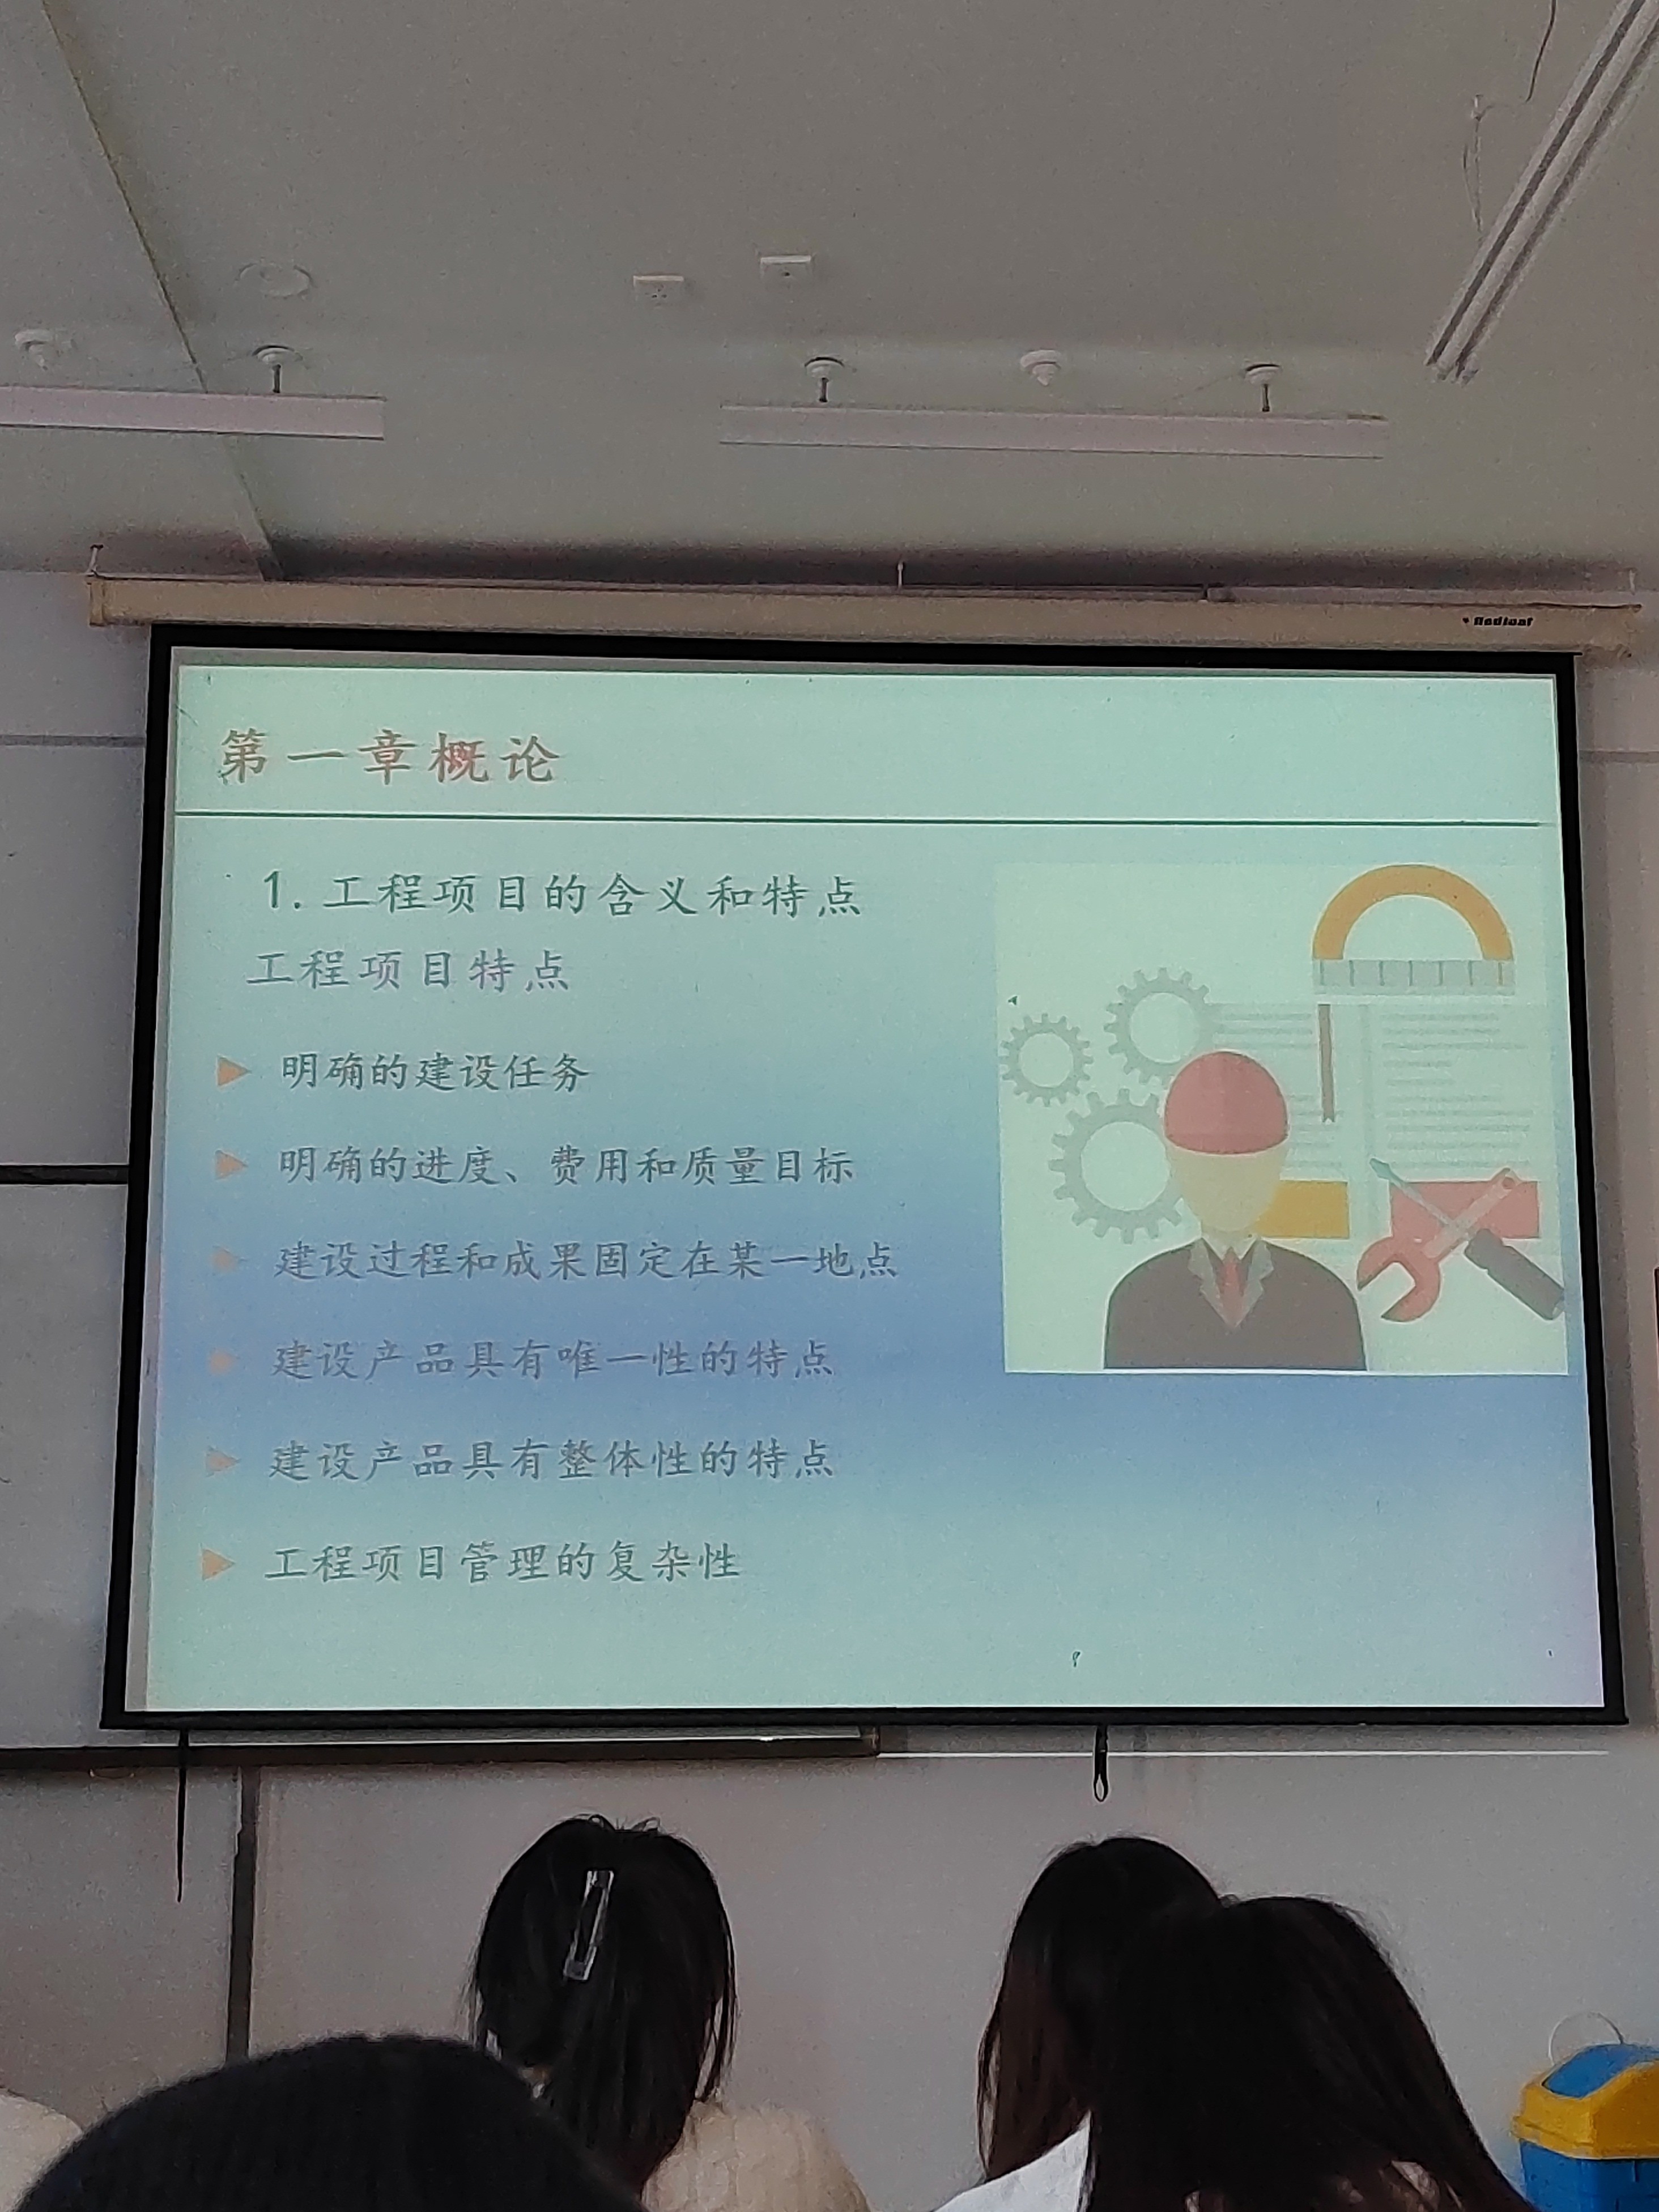 Redleaf
第一章概论
1.工程项目的含义和特点
工程项目特点
明确的建设任务
明确的进度、费用和质量目标
建设过程和成果固定在某一地点
建设产品具有唯一性的特点
建设产品具有整体性的特点
工程项目管理的复杂性